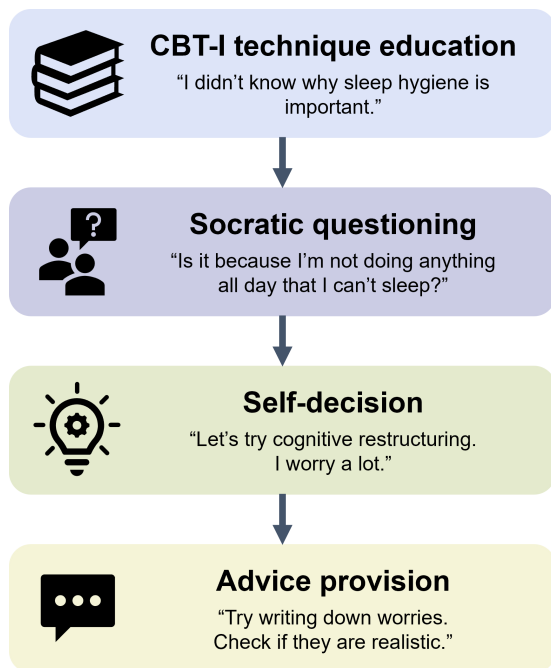 CBT-I technique education
“I didn’t know why sleep hygiene is
important.”
?
Socratic questioning
“Is it because I’m not doing anything
all day that I can’t sleep?”
Self-decision
“Let’s try cognitive restructuring.
I worry a lot.”
Advice provision
“Try writing down worries.
Check if they are realistic.”